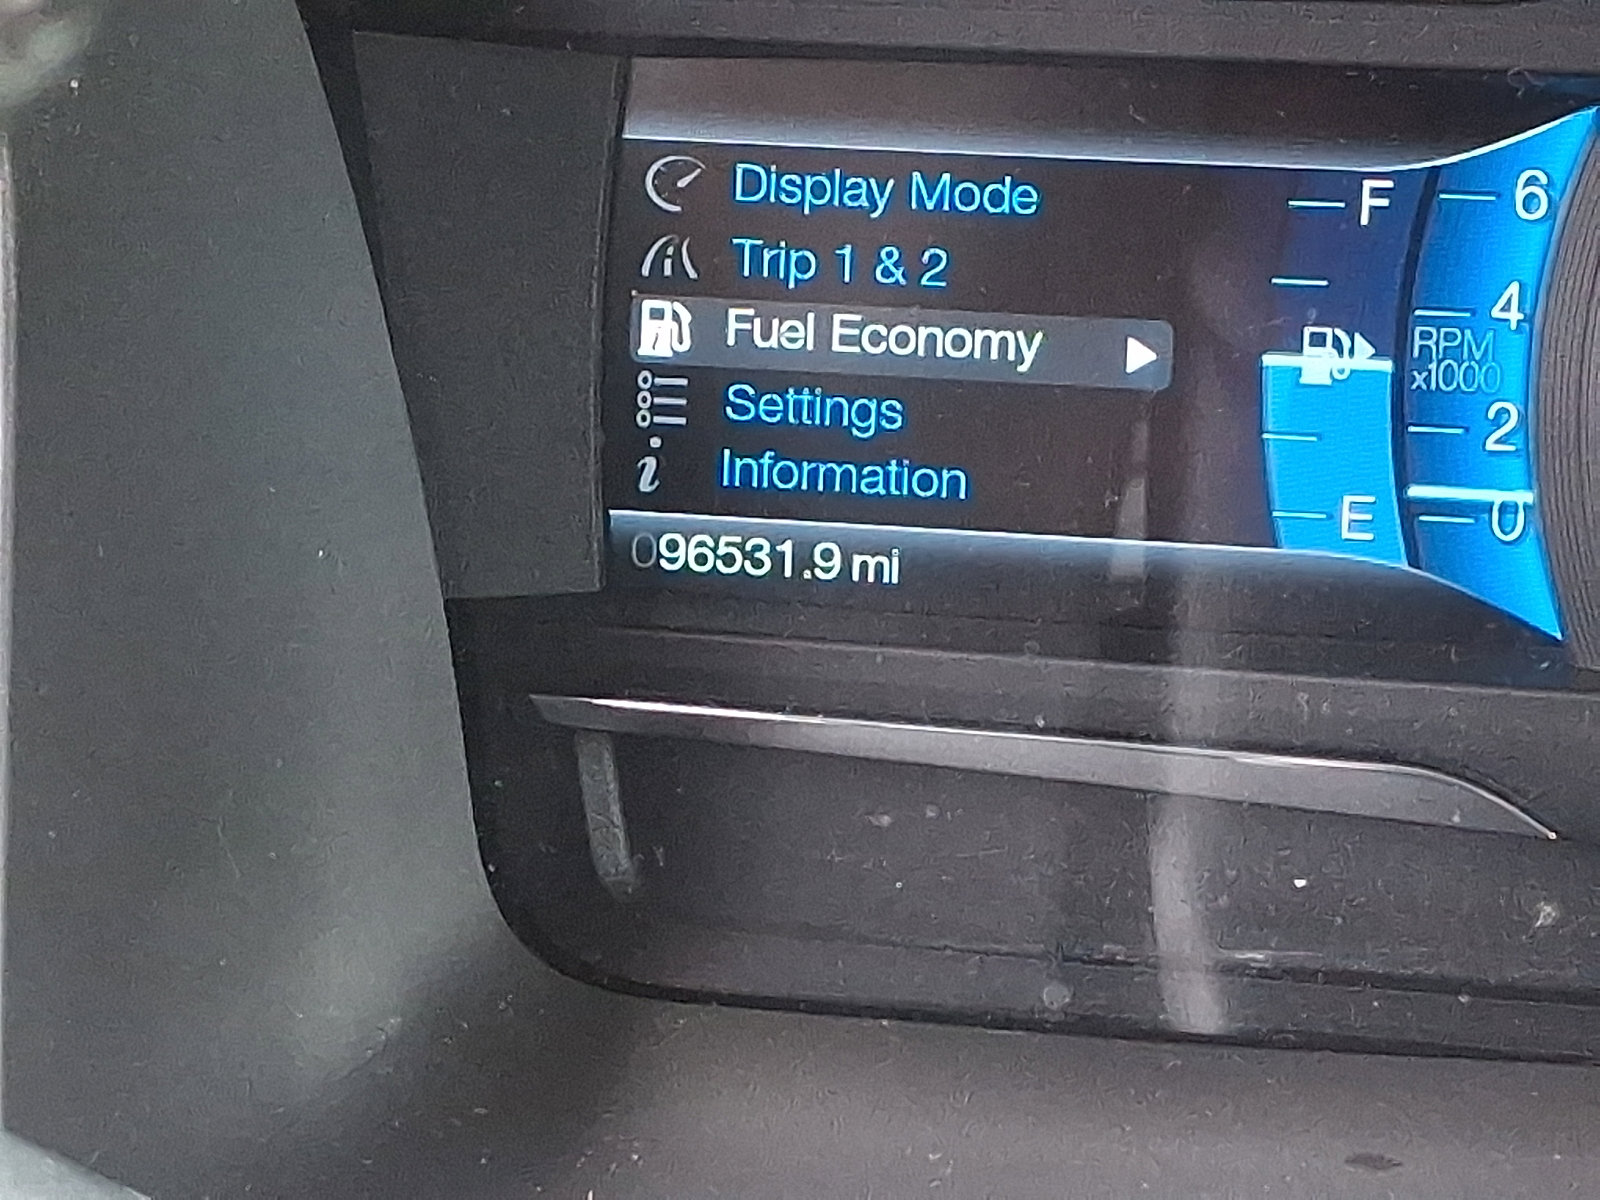 Display Mode
Trip 1 & 2
Fuel Economy
Settings
Information
096531.9 mi
F
E
6
4
RPM
x1000
2
0